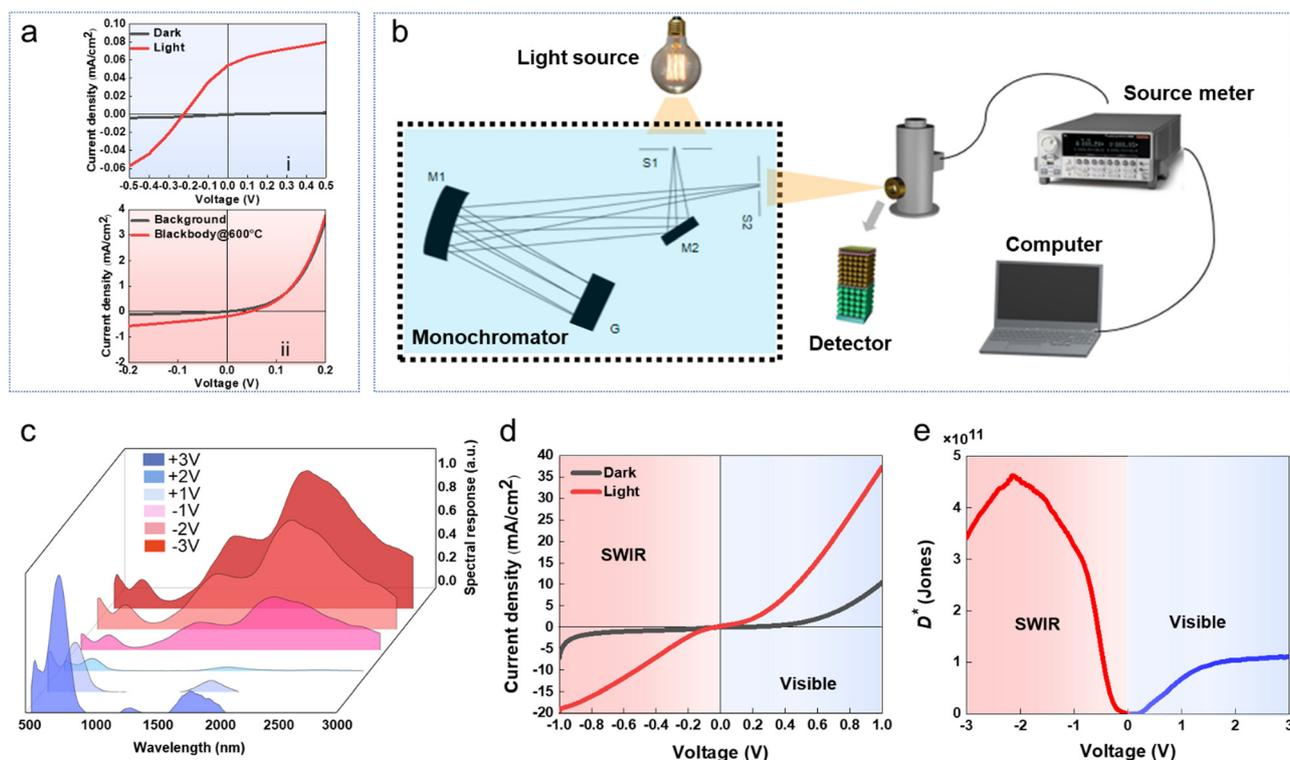 a
0.10
0.08
0.06
0.04
0.02
0.00
-0.02
-0.04
-0.06
Current density (mA/cm²)
Dark
Light
i
-0.5 -0.4 -0.3 -0.2 -0.1 0.0 0.1 0.2 0.3 0.4 0.5
Voltage (V)
4
3
2
1
0
-1
-2
Current density (mA/cm²)
Background
Blackbody@600°C
ii
-0.2 -0.1 0.0 0.1 0.2
Voltage (V)
b
Light source
Source meter
S1
M1
S2
M2
G
Monochromator
Detector
Computer
c
+3V
+2V
+1V
-1V
-2V
-3V
1.0
0.8
0.6
0.4
0.2
0.0
Spectral response (a.u.)
500 1000 1500 2000 3000
Wavelength (nm)
d
40
35
30
25
20
15
10
5
0
-5
-10
-15
-20
Current density (mA/cm²)
Dark
Light
SWIR
Visible
-1.0 -0.8 -0.6 -0.4 -0.2 0.0 0.2 0.4 0.6 0.8 1.0
Voltage (V)
e
×10¹¹
5
4
3
2
1
0
D* (Jones)
SWIR
Visible
-3 -2 -1 0 1 2 3
Voltage (V)